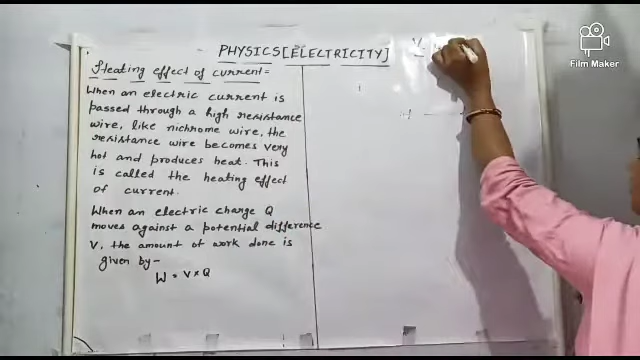 PHYSICS [ELECTRICITY]
Heating effect of current =
When an electric current is
passed through a high resistance
wire, like nichrome wire, the
resistance wire becomes very
hot and produces heat. This
is called the heating effect
of current.
When an electric charge Q
moves against a potential difference
V, the amount of work done is
given by-
W = V × Q
Film Maker